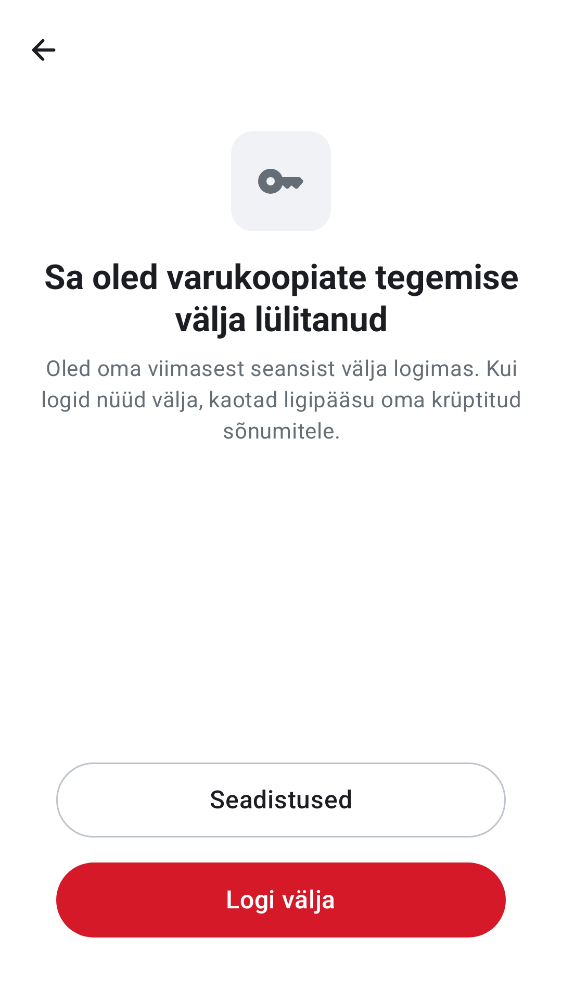 Sa oled varukoopiate tegemise
välja lülitanud
Oled oma viimasest seansist välja logimas. Kui
logid nüüd välja, kaotad ligipääsu oma krüptitud
sõnumitele.
Seadistused
Logi välja